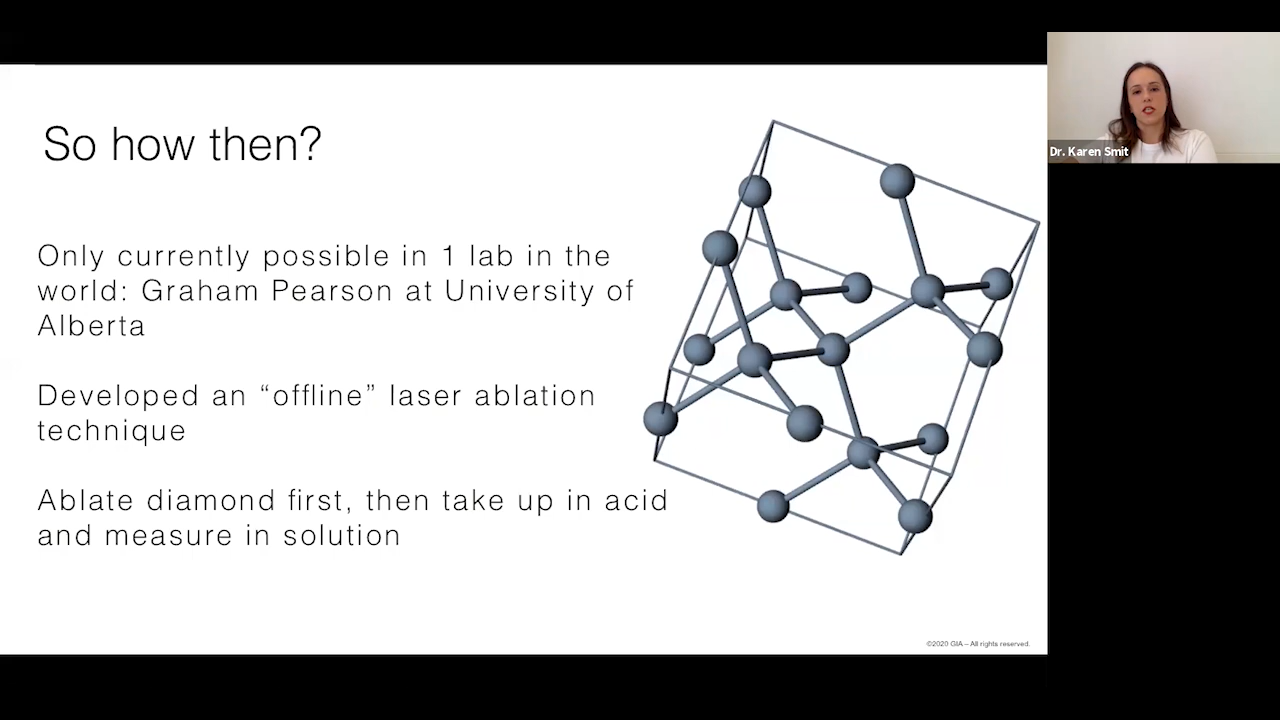 So how then?
Only currently possible in 1 lab in the
world: Graham Pearson at University of
Alberta
Developed an “offline” laser ablation
technique
Ablate diamond first, then take up in acid
and measure in solution
©2020 GIA – All rights reserved.
Dr. Karen Smit